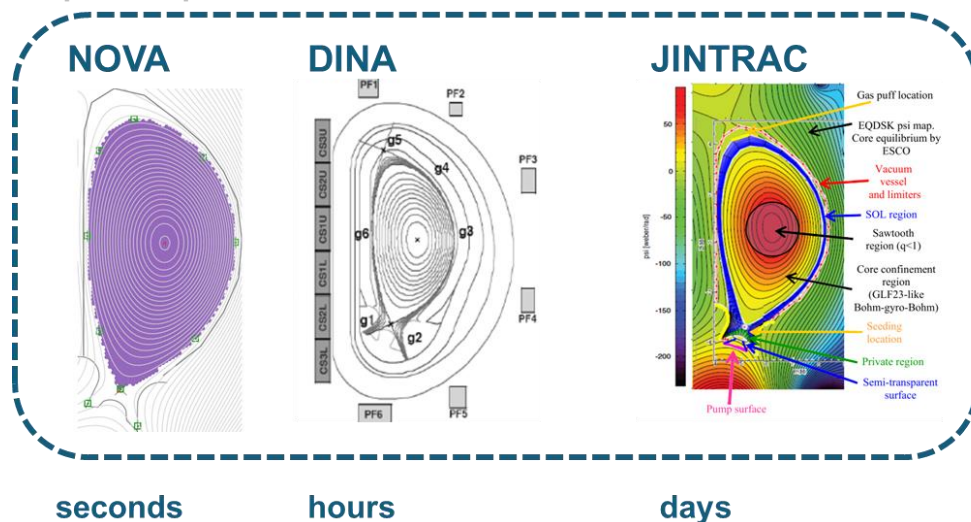 NOVA
DINA
JINTRAC
PF1
PF2
PF3
PF4
PF5
PF6
CS3U
CS2U
CS1U
CS1L
CS2L
CS3L
g5
g4
g3
g6
g1
g2
50
0
-50
-100
-150
-200
psi [weber/rad]
Gas puff location
EQDSK psi map.
Core equilibrium by
ESCO
Vacuum
vessel
and limiters
SOL region
Sawtooth
region (q<1)
Core confinement
region
(GLF23-like
Bohm-gyro-Bohm)
Seeding
location
Private region
Semi-transparent
surface
Pump surface
seconds
hours
days